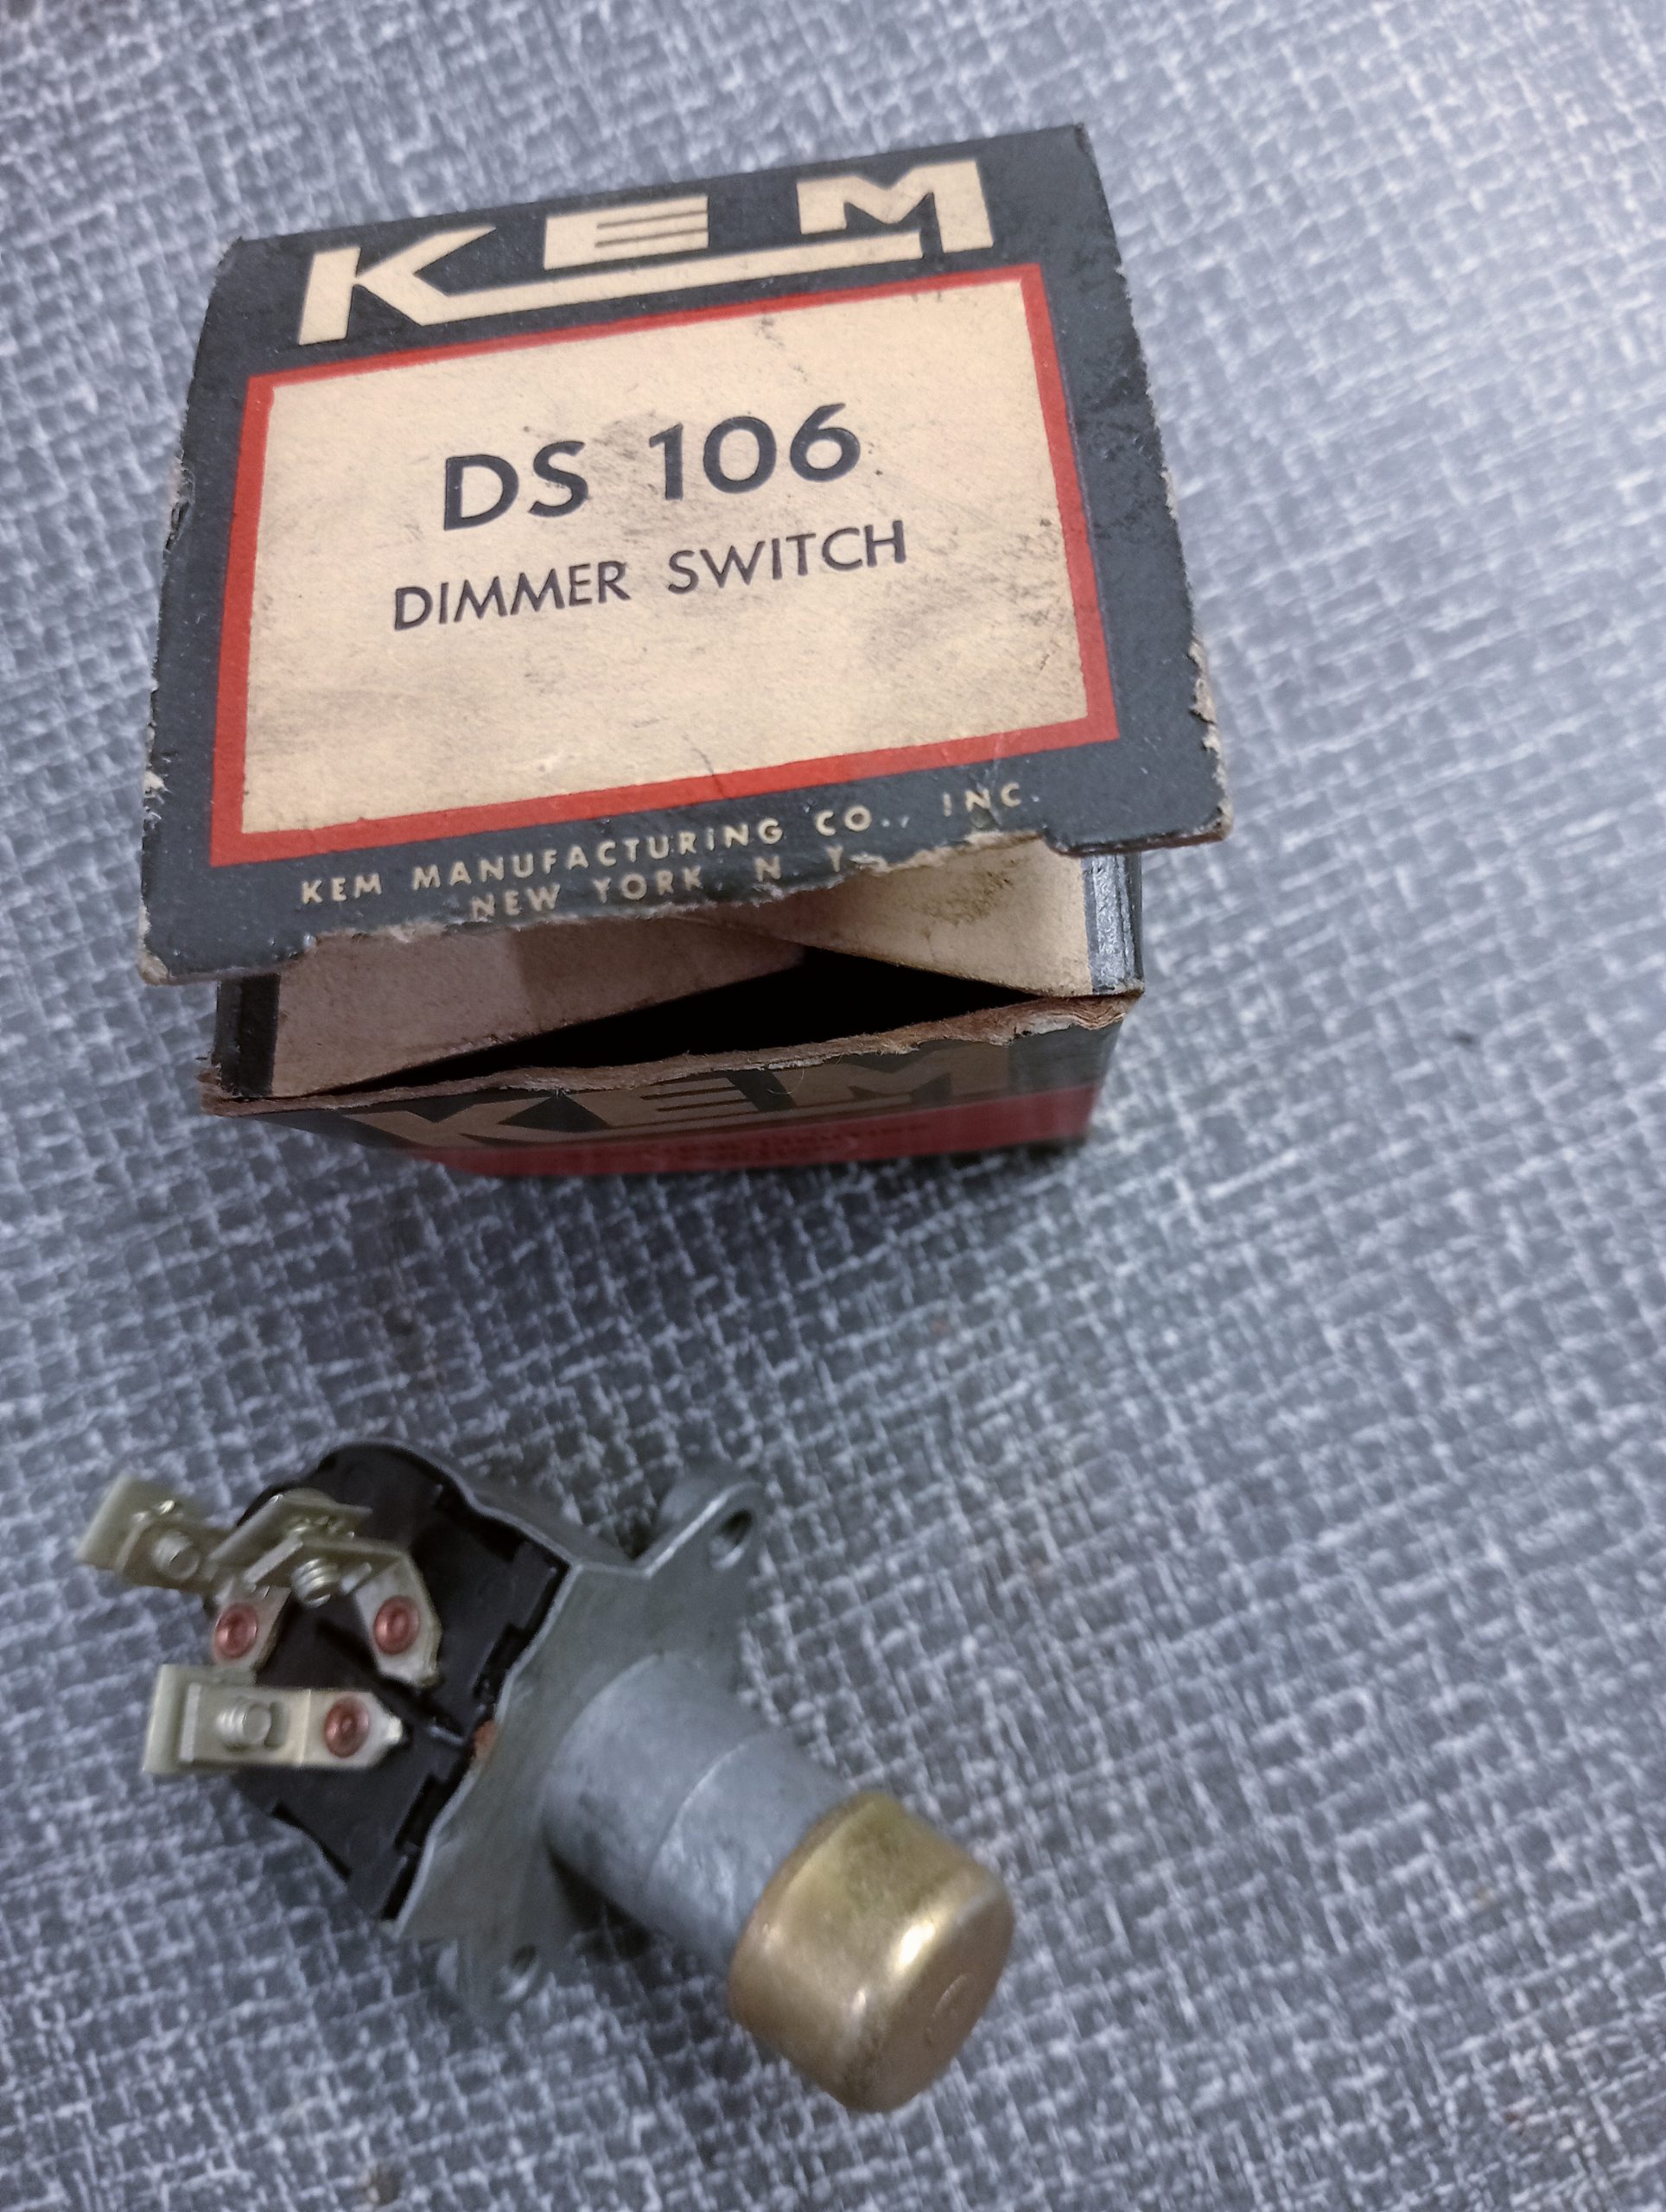 KEM
DS 106
DIMMER SWITCH
KEM MANUFACTURING CO., INC.
NEW YORK, N. Y.
KEM